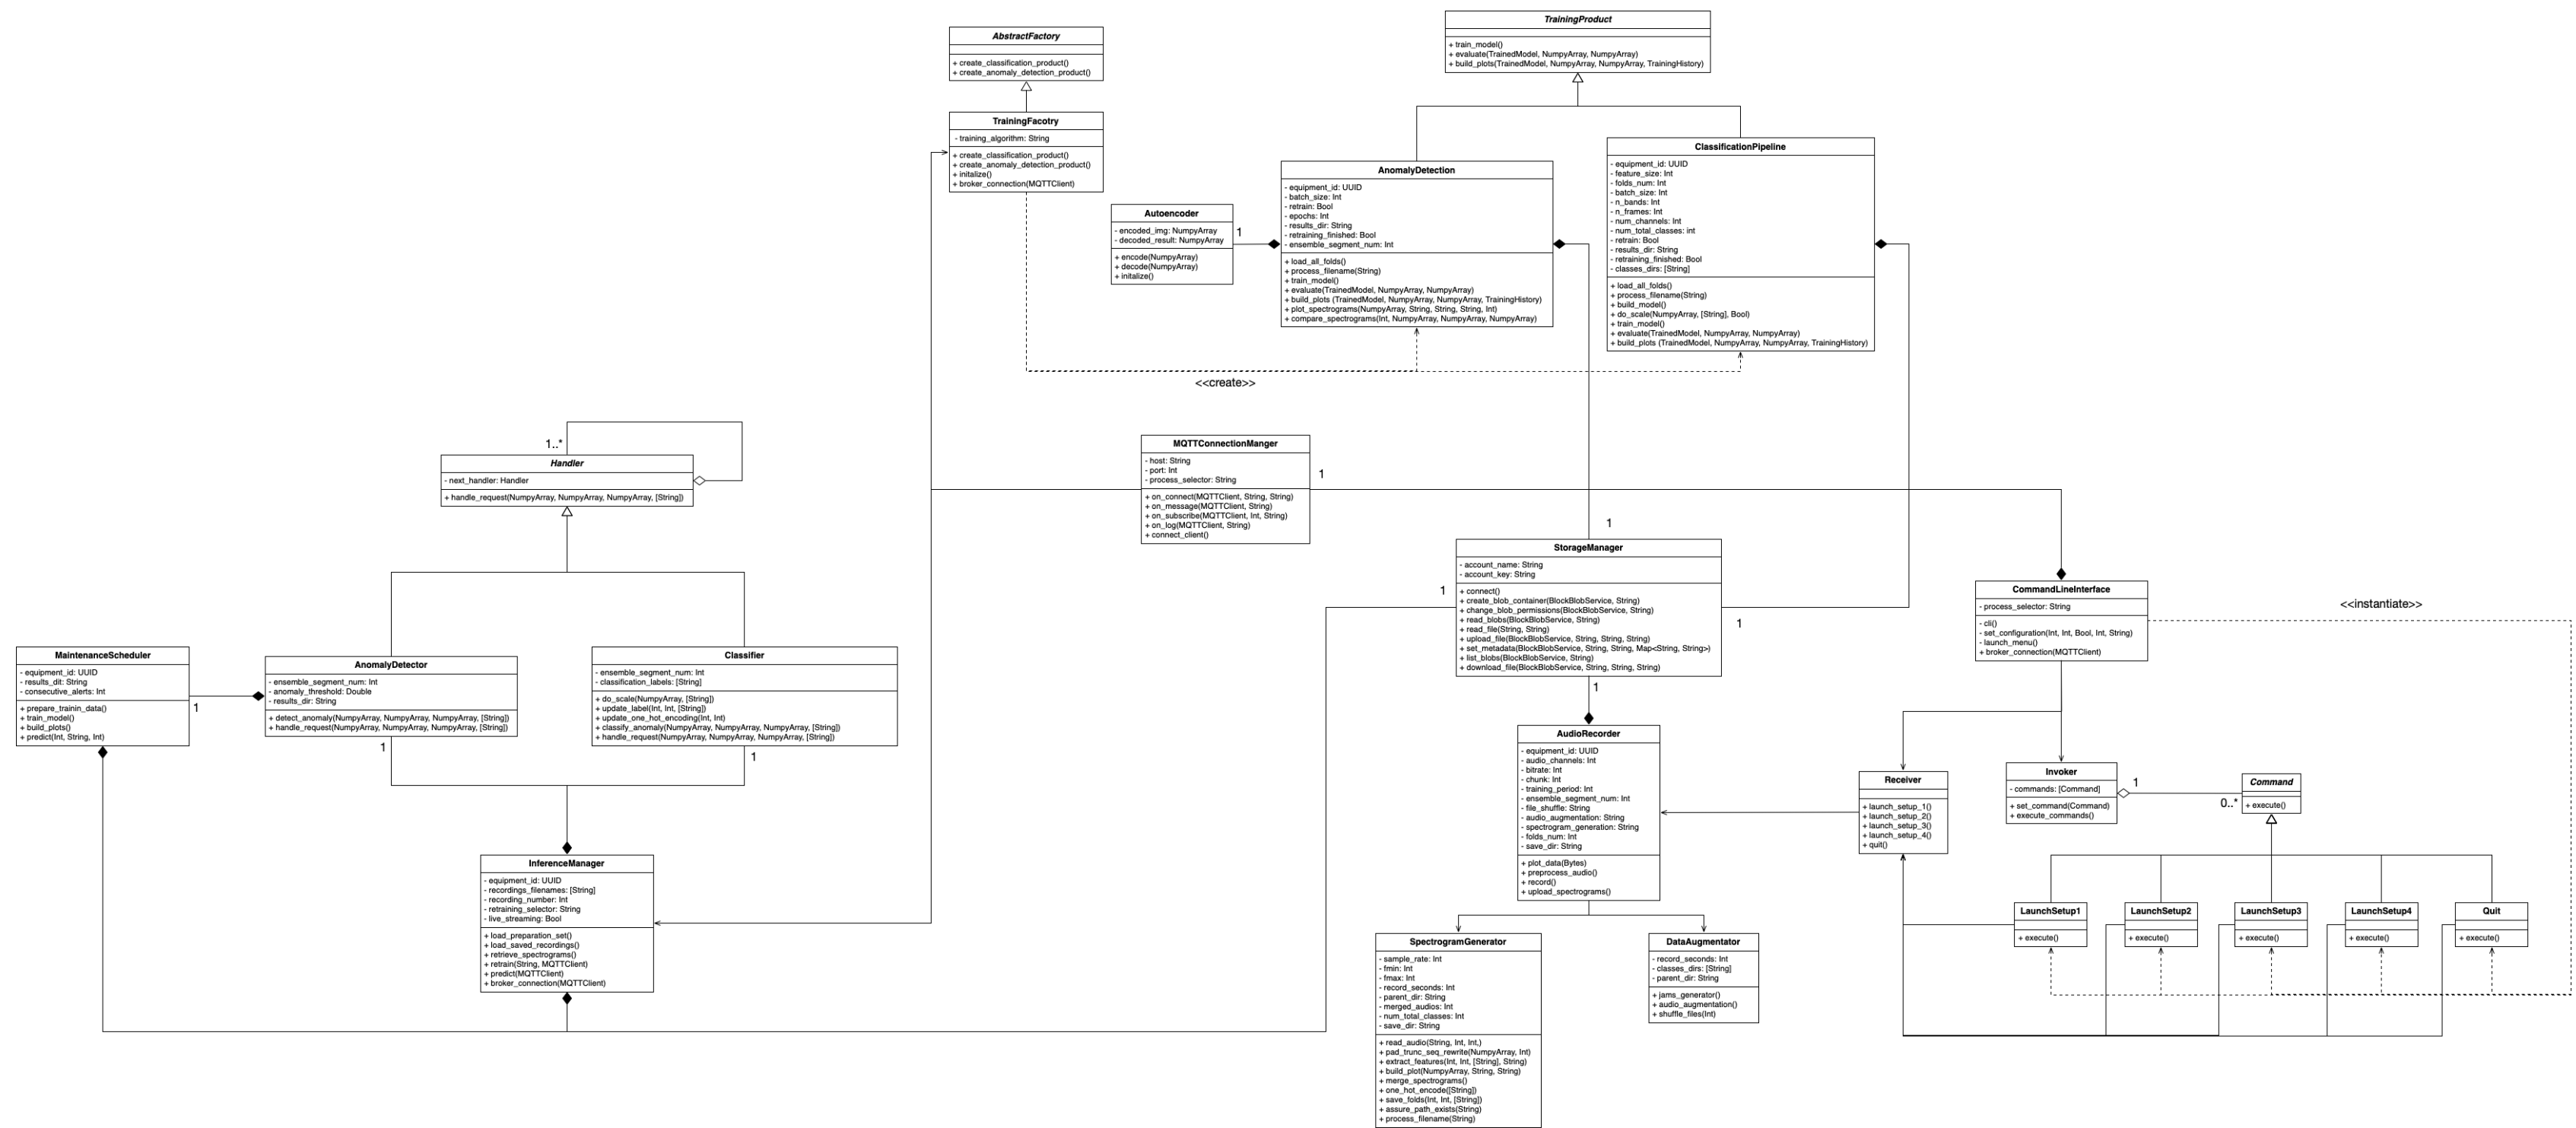 AbstractFactory
+ create_classification_product()
+ create_anomaly_detection_product()
TrainingProduct
+ train_model()
+ evaluate(TrainedModel, NumpyArray, NumpyArray)
+ build_plots(TrainedModel, NumpyArray, NumpyArray, TrainingHistory)
TrainingFacotry
- training_algorithm: String
+ create_classification_product()
+ create_anomaly_detection_product()
+ initalize()
+ broker_connection(MQTTClient)
Autoencoder
- encoded_img: NumpyArray
- decoded_result: NumpyArray
+ encode(NumpyArray)
+ decode(NumpyArray)
+ initalize()
1
AnomalyDetection
- equipment_id: UUID
- batch_size: Int
- retrain: Bool
- epochs: Int
- results_dir: String
- retraining_finished: Bool
- ensemble_segment_num: Int
+ load_all_folds()
+ process_filename(String)
+ train_model()
+ evaluate(TrainedModel, NumpyArray, NumpyArray)
+ build_plots (TrainedModel, NumpyArray, NumpyArray, TrainingHistory)
+ plot_spectrograms(NumpyArray, String, String, String, Int)
+ compare_spectrograms(Int, NumpyArray, NumpyArray, NumpyArray)
ClassificationPipeline
- equipment_id: UUID
- feature_size: Int
- folds_num: Int
- batch_size: Int
- n_bands: Int
- n_frames: Int
- num_channels: Int
- num_total_classes: int
- retrain: Bool
- results_dir: String
- retraining_finished: Bool
- classes_dirs: [String]
+ load_all_folds()
+ process_filename(String)
+ build_model()
+ do_scale(NumpyArray, [String], Bool)
+ train_model()
+ evaluate(TrainedModel, NumpyArray, NumpyArray)
+ build_plots (TrainedModel, NumpyArray, NumpyArray, TrainingHistory)
<<create>>
1..*
Handler
- next_handler: Handler
+ handle_request(NumpyArray, NumpyArray, NumpyArray, [String])
MQTTConnectionManger
- host: String
- port: Int
- process_selector: String
+ on_connect(MQTTClient, String, String)
+ on_message(MQTTClient, String)
+ on_subscribe(MQTTClient, Int, String)
+ on_log(MQTTClient, String)
+ connect_client()
1
1
StorageManager
- account_name: String
- account_key: String
+ connect()
+ create_blob_container(BlockBlobService, String)
+ change_blob_permissions(BlockBlobService, String)
+ read_blobs(BlockBlobService, String)
+ read_file(String, String)
+ upload_file(BlockBlobService, String, String, String)
+ set_metadata(BlockBlobService, String, String, Map<String, String>)
+ list_blobs(BlockBlobService, String)
+ download_file(BlockBlobService, String, String, String)
1
1
1
CommandLineInterface
- process_selector: String
- cli()
- set_configuration(Int, Int, Bool, Int, String)
- launch_menu()
+ broker_connection(MQTTClient)
<<instantiate>>
MaintenanceScheduler
- equipment_id: UUID
- results_dit: String
- consecutive_alerts: Int
+ prepare_trainin_data()
+ train_model()
+ build_plots()
+ predict(Int, String, Int)
1
AnomalyDetector
- ensemble_segment_num: Int
- anomaly_threshold: Double
- results_dir: String
+ detect_anomaly(NumpyArray, NumpyArray, NumpyArray, [String])
+ handle_request(NumpyArray, NumpyArray, NumpyArray, [String])
1
Classifier
- ensemble_segment_num: Int
- classification_labels: [String]
+ do_scale(NumpyArray, [String])
+ update_label(Int, Int, [String])
+ update_one_hot_encoding(Int, Int)
+ classify_anomaly(NumpyArray, NumpyArray, NumpyArray, [String])
+ handle_request(NumpyArray, NumpyArray, NumpyArray, [String])
1
AudioRecorder
- equipment_id: UUID
- audio_channels: Int
- bitrate: Int
- chunk: Int
- training_period: Int
- ensemble_segment_num: Int
- file_shuffle: String
- audio_augmentation: String
- spectrogram_generation: String
- folds_num: Int
- save_dir: String
+ plot_data(Bytes)
+ preprocess_audio()
+ record()
+ upload_spectrograms()
Receiver
+ launch_setup_1()
+ launch_setup_2()
+ launch_setup_3()
+ launch_setup_4()
+ quit()
Invoker
- commands: [Command]
+ set_command(Command)
+ execute_commands()
1
0..*
Command
+ execute()
InferenceManager
- equipment_id: UUID
- recordings_filenames: [String]
- recording_number: Int
- retraining_selector: String
- live_streaming: Bool
+ load_preparation_set()
+ load_saved_recordings()
+ retrieve_spectrograms()
+ retrain(String, MQTTClient)
+ predict(MQTTClient)
+ broker_connection(MQTTClient)
LaunchSetup1
+ execute()
LaunchSetup2
+ execute()
LaunchSetup3
+ execute()
LaunchSetup4
+ execute()
Quit
+ execute()
SpectrogramGenerator
- sample_rate: Int
- fmin: Int
- fmax: Int
- record_seconds: Int
- parent_dir: String
- merged_audios: Int
- num_total_classes: Int
- save_dir: String
+ read_audio(String, Int, Int,)
+ pad_trunc_seq_rewrite(NumpyArray, Int)
+ extract_features(Int, Int, [String], String)
+ build_plot(NumpyArray, String, String)
+ merge_spectrograms()
+ one_hot_encode([String])
+ save_folds(Int, Int, [String])
+ assure_path_exists(String)
+ process_filename(String)
DataAugmentator
- record_seconds: Int
- classes_dirs: [String]
- parent_dir: String
+ jams_generator()
+ audio_augmentation()
+ shuffle_files(Int)